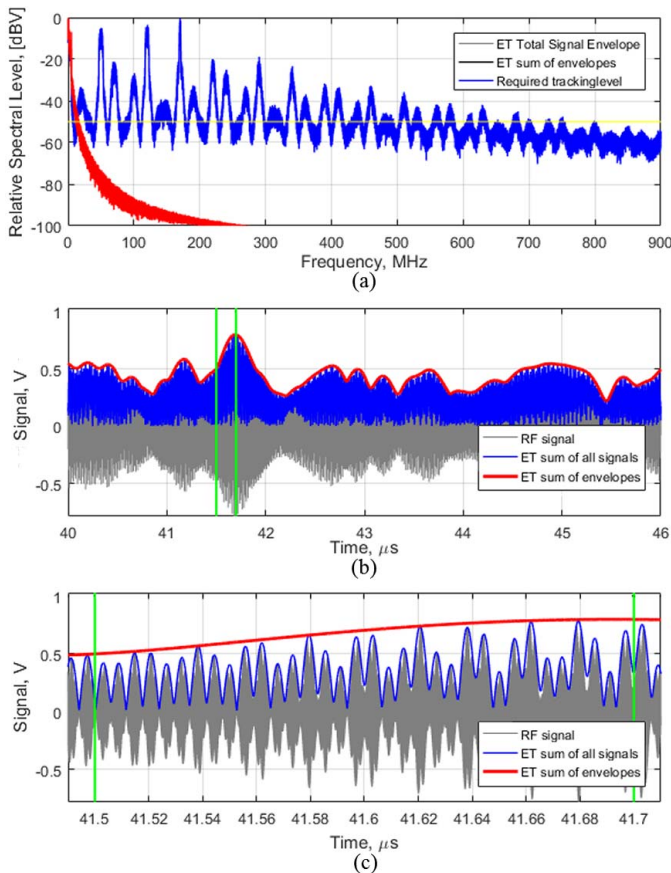 Relative Spectral Level, [dBV]
0
-20
-40
-60
-80
-100
ET Total Signal Envelope
ET sum of envelopes
Required trackinglevel
0 100 200 300 400 500 600 700 800 900
Frequency, MHz
(a)
Signal, V
1
0.5
0
-0.5
RF signal
ET sum of all signals
ET sum of envelopes
40 41 42 43 44 45 46
Time, μs
(b)
Signal, V
1
0.5
0
-0.5
RF signal
ET sum of all signals
ET sum of envelopes
41.5 41.52 41.54 41.56 41.58 41.6 41.62 41.64 41.66 41.68 41.7
Time, μs
(c)